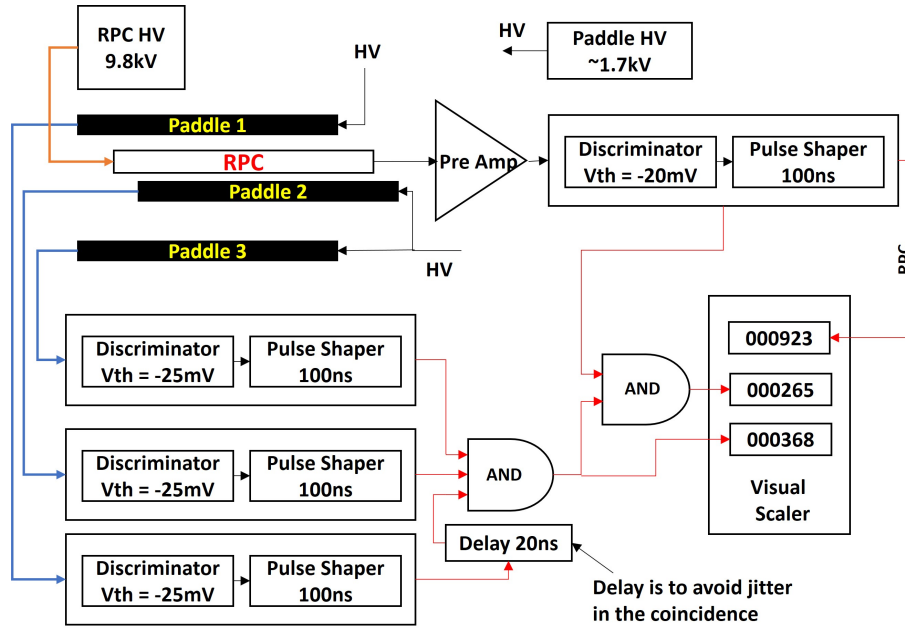 RPC HV
9.8kV
HV
HV
Paddle HV
~1.7kV
Paddle 1
RPC
Paddle 2
Paddle 3
HV
Pre Amp
Discriminator
Vth = -20mV
Pulse Shaper
100ns
RPC
Discriminator
Vth = -25mV
Pulse Shaper
100ns
Discriminator
Vth = -25mV
Pulse Shaper
100ns
Discriminator
Vth = -25mV
Pulse Shaper
100ns
AND
AND
Delay 20ns
Delay is to avoid jitter
in the coincidence
000923
000265
000368
Visual
Scaler